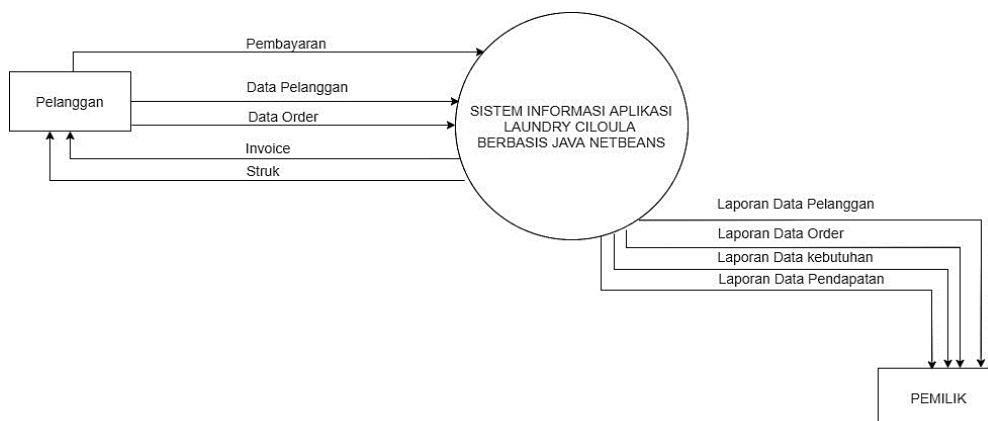 Pembayaran
Pelanggan
Data Pelanggan
Data Order
Invoice
Struk
SISTEM INFORMASI APLIKASI
LAUNDRY CILOULA
BERBASIS JAVA NETBEANS
Laporan Data Pelanggan
Laporan Data Order
Laporan Data kebutuhan
Laporan Data Pendapatan
PEMILIK